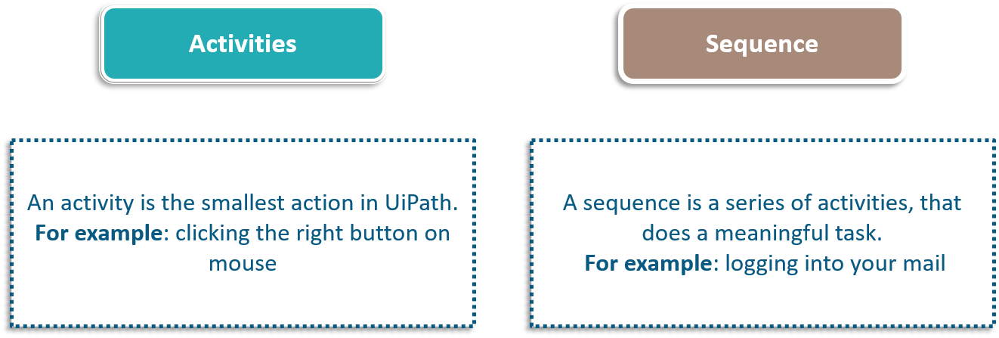 Activities
Sequence
An activity is the smallest action in UiPath.
For example: clicking the right button on
mouse
A sequence is a series of activities, that
does a meaningful task.
For example: logging into your mail